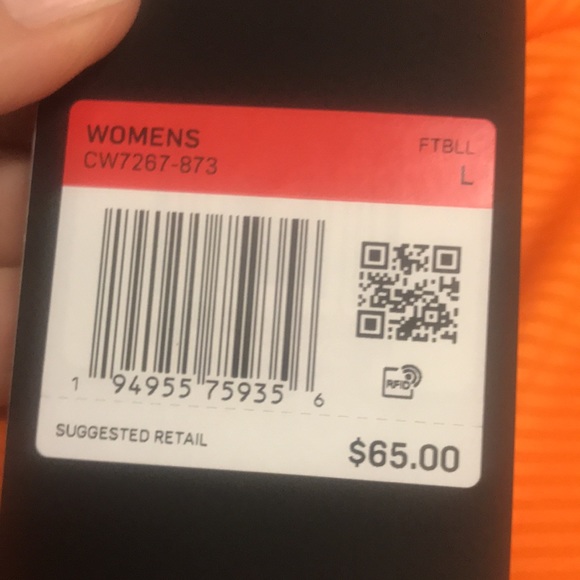 WOMENS
CW7267-873
FTBLL
L
1 94955 75935 6
RFID
SUGGESTED RETAIL
$65.00